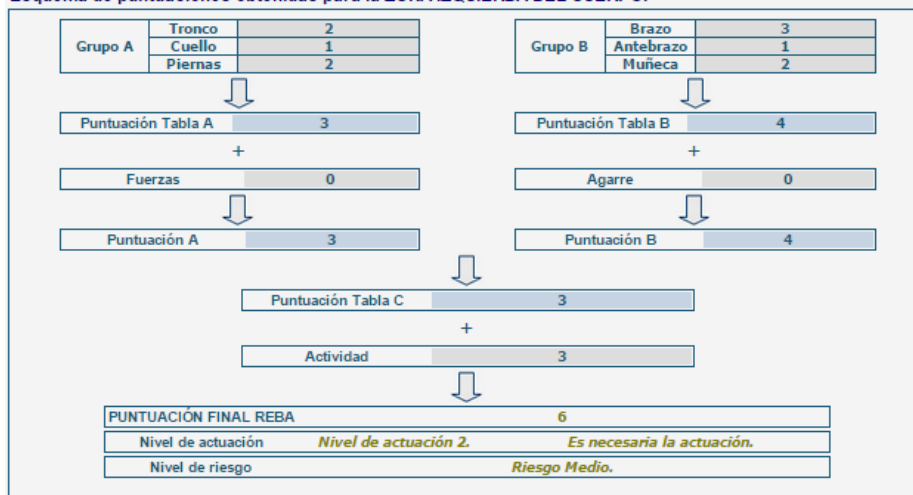 Grupo A
Tronco 2
Cuello 1
Piernas 2
Grupo B
Brazo 3
Antebrazo 1
Muñeca 2
Puntuación Tabla A 3
Puntuación Tabla B 4
+
+
Fuerzas 0
Agarre 0
Puntuación A 3
Puntuación B 4
Puntuación Tabla C 3
+
Actividad 3
PUNTUACIÓN FINAL REBA 6
Nivel de actuación Nivel de actuación 2. Es necesaria la actuación.
Nivel de riesgo Riesgo Medio.